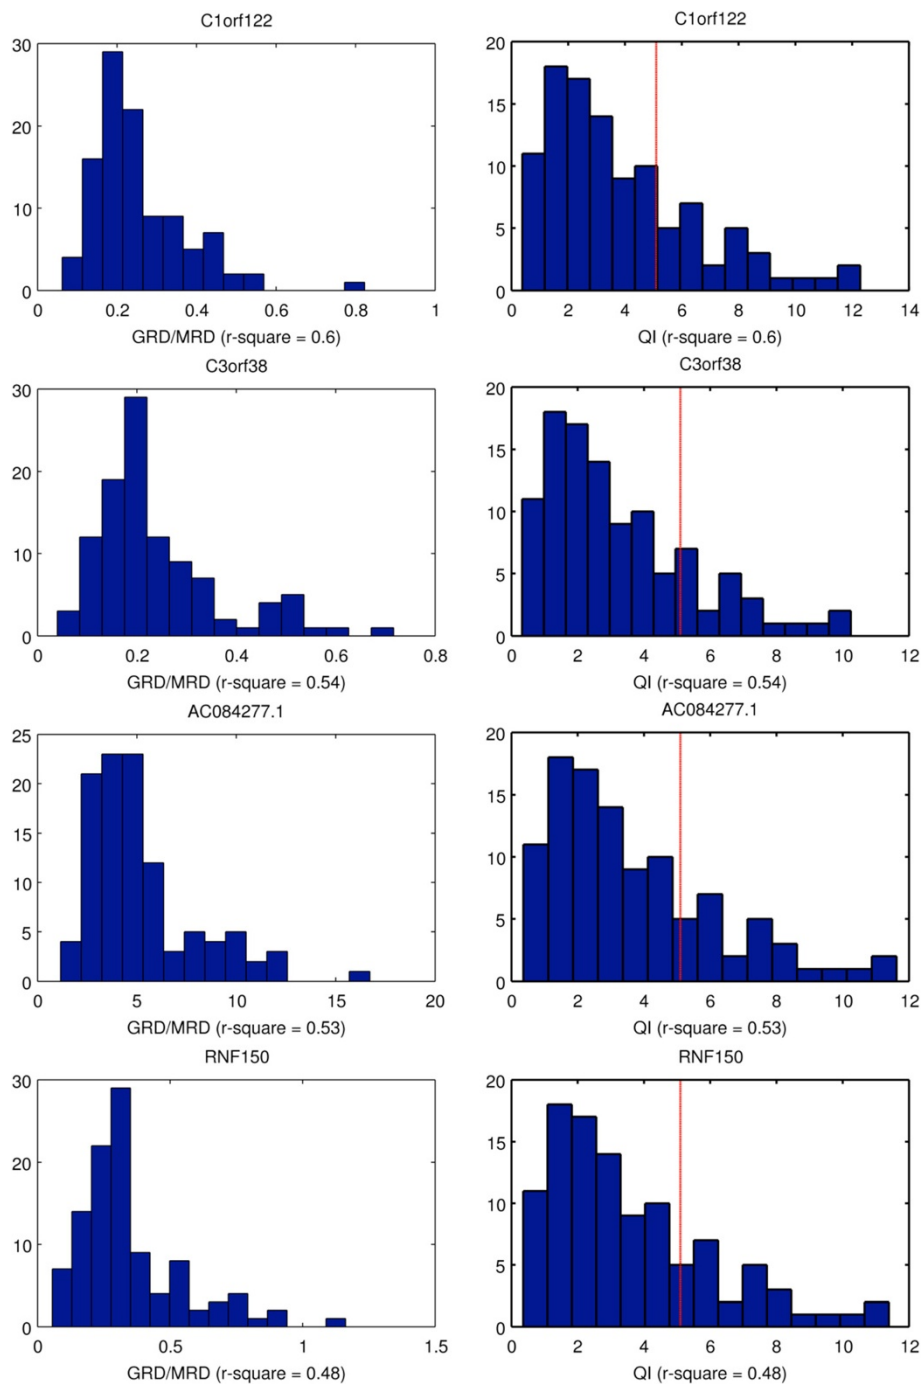 C1orf122
C1orf122
30
20
10
0
0 0.2 0.4 0.6 0.8 1
GRD/MRD (r-square = 0.6)
20
15
10
5
0
0 2 4 6 8 10 12 14
QI (r-square = 0.6)
C3orf38
C3orf38
30
20
10
0
0 0.2 0.4 0.6 0.8
GRD/MRD (r-square = 0.54)
20
15
10
5
0
0 2 4 6 8 10 12
QI (r-square = 0.54)
AC084277.1
AC084277.1
25
20
15
10
5
0
0 5 10 15 20
GRD/MRD (r-square = 0.53)
20
15
10
5
0
0 2 4 6 8 10 12
QI (r-square = 0.53)
RNF150
RNF150
30
20
10
0
0 0.5 1 1.5
GRD/MRD (r-square = 0.48)
20
15
10
5
0
0 2 4 6 8 10 12
QI (r-square = 0.48)